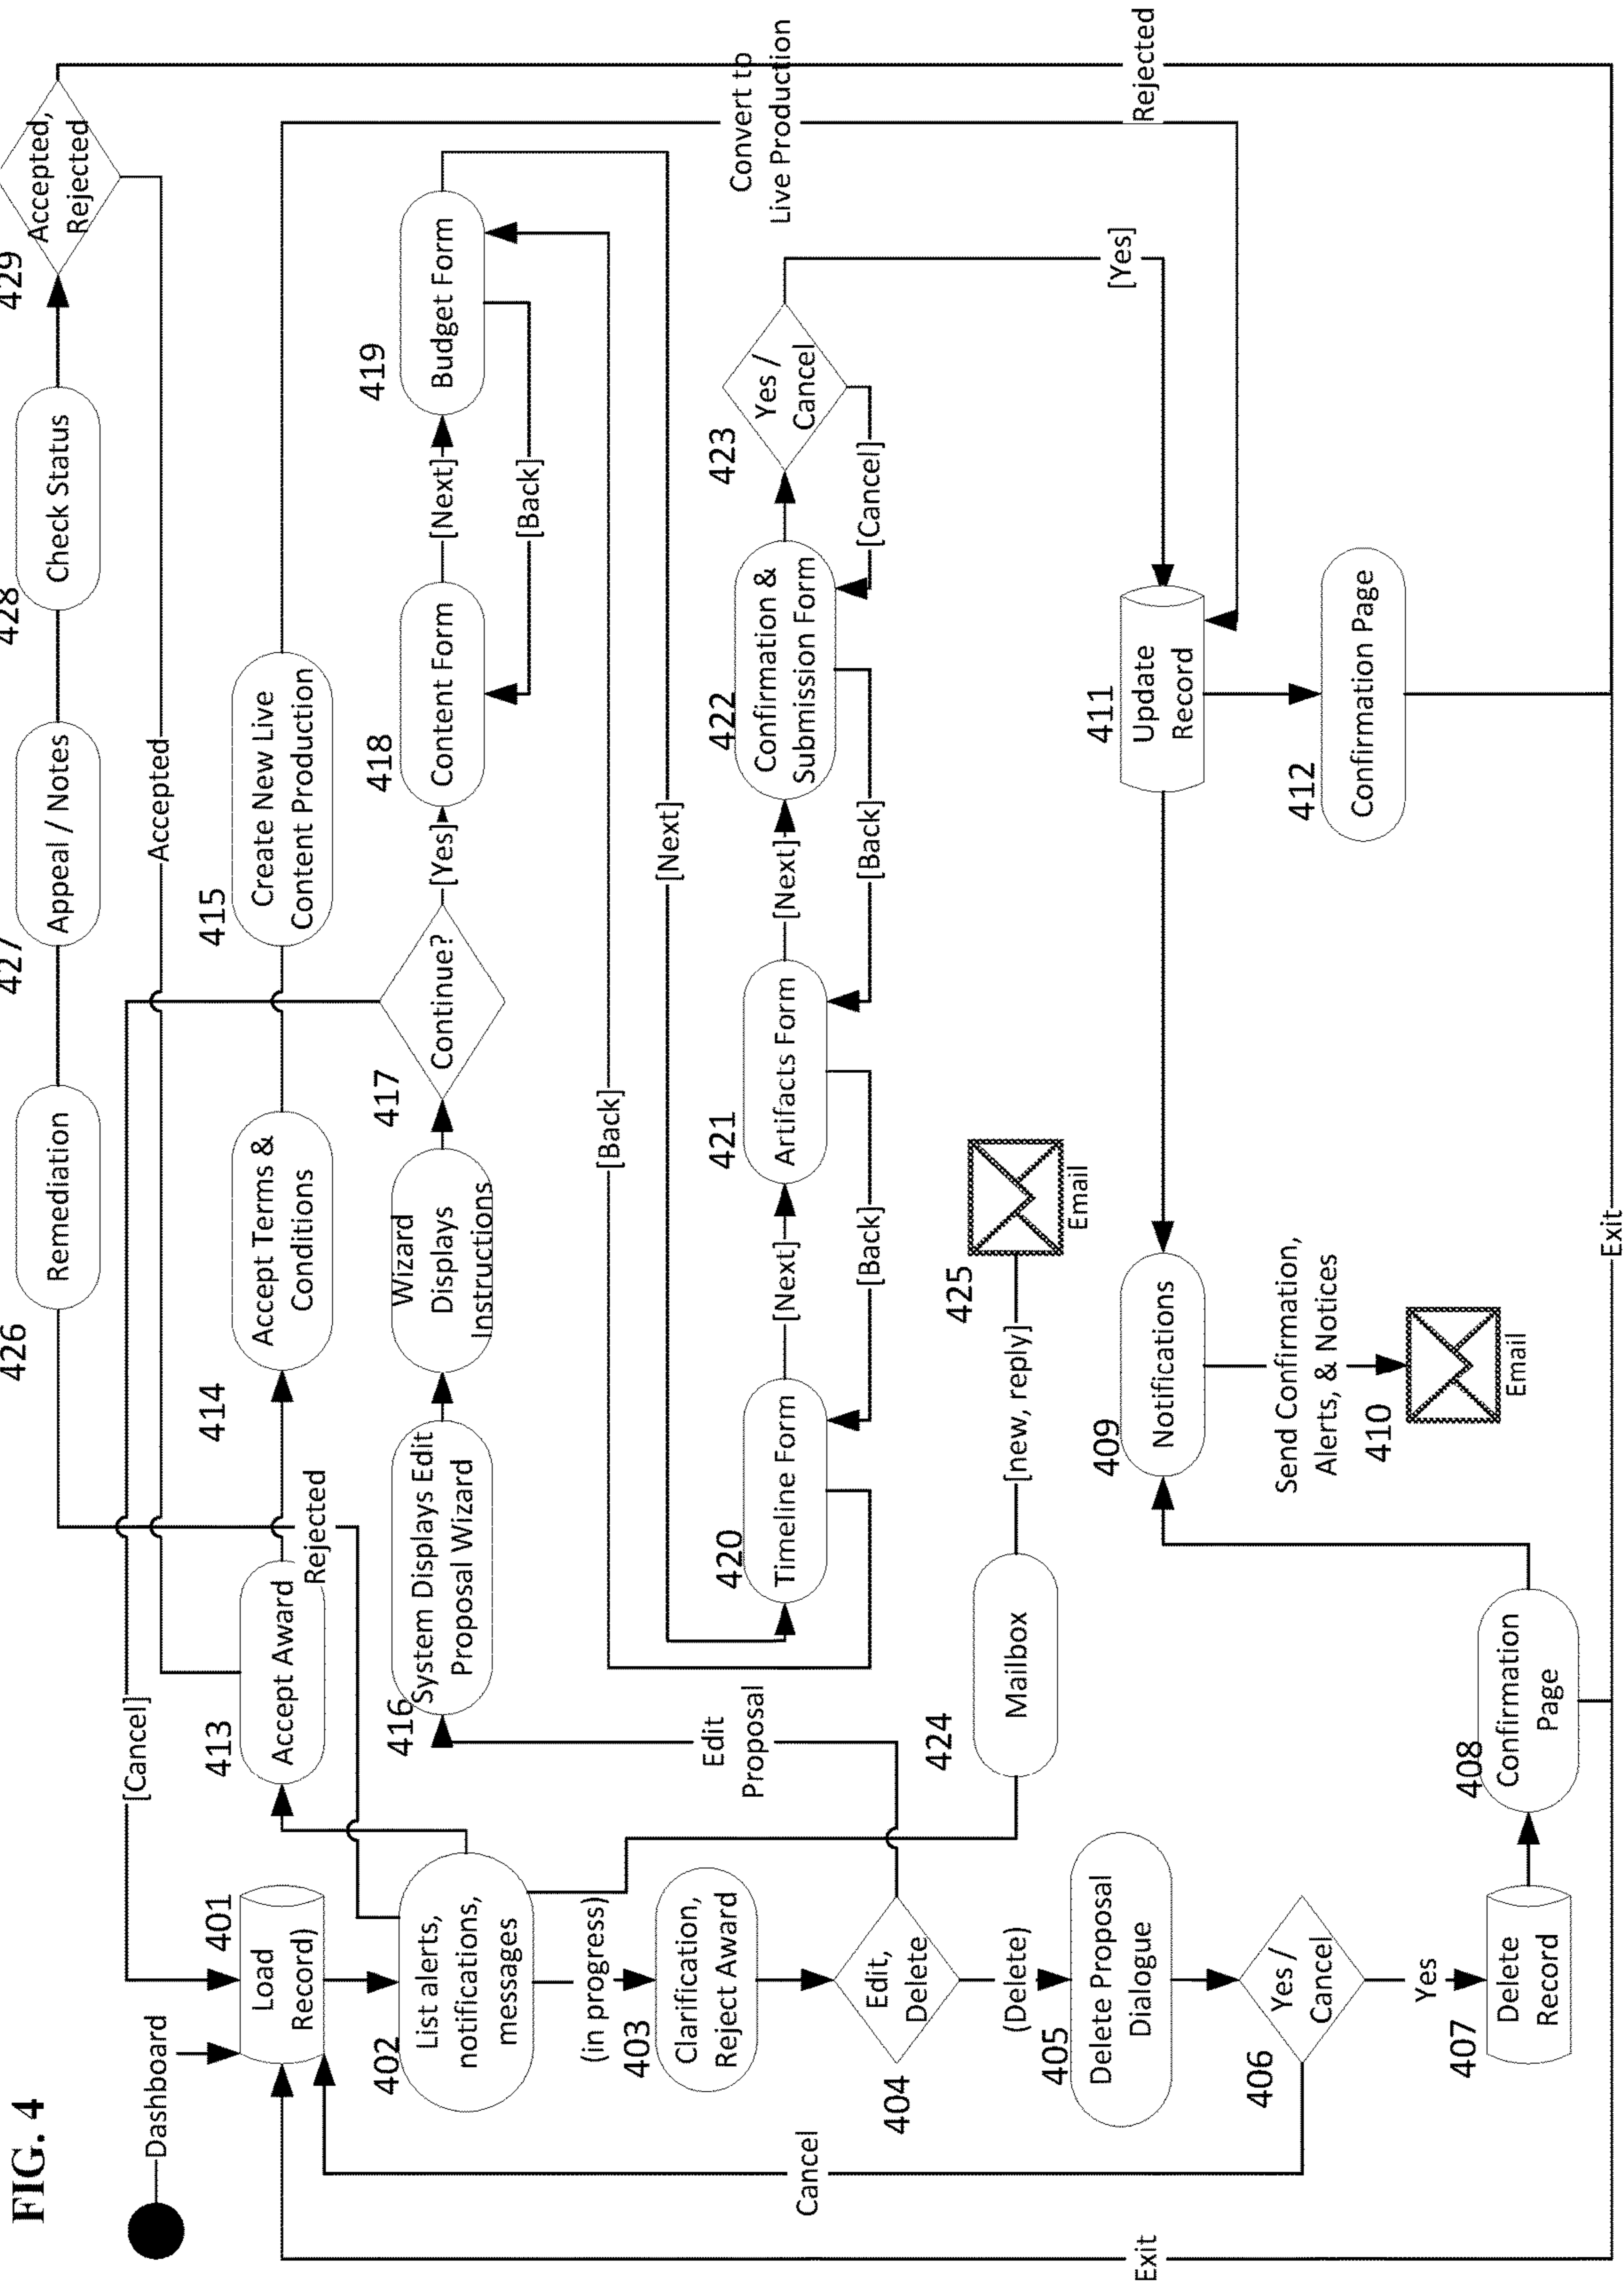 FIG. 4
426
427
428
429
Remediation
Appeal / Notes
Check Status
Accepted,
Rejected
Dashboard
[Cancel]
Accepted
401
Load
Record)
413
Accept Award
414
Accept Terms &
Conditions
415
Create New Live
Content Production
Rejected
402
List alerts,
notifications,
messages
416
System Displays Edit
Proposal Wizard
Wizard
Displays
Instructions
417
Continue?
[Yes]
418
Content Form
[Next]
419
Budget Form
[Back]
(in progress)
[Back]
[Next]
403
Clarification,
Reject Award
Edit
Proposal
Convert to
Live Production
404
Edit,
Delete
420
Timeline Form
[Next]
421
Artifacts Form
[Next]
422
Confirmation &
Submission Form
423
Yes /
Cancel
[Back]
[Back]
[Cancel]
Cancel
(Delete)
424
Mailbox
[new, reply]
425
Email
405
Delete Proposal
Dialogue
409
Notifications
411
Update
Record
[Yes]
Rejected
Exit
406
Yes /
Cancel
Send Confirmation,
Alerts, & Notices
412
Confirmation Page
410
Email
Yes
407
Delete
Record
408
Confirmation
Page
Exit